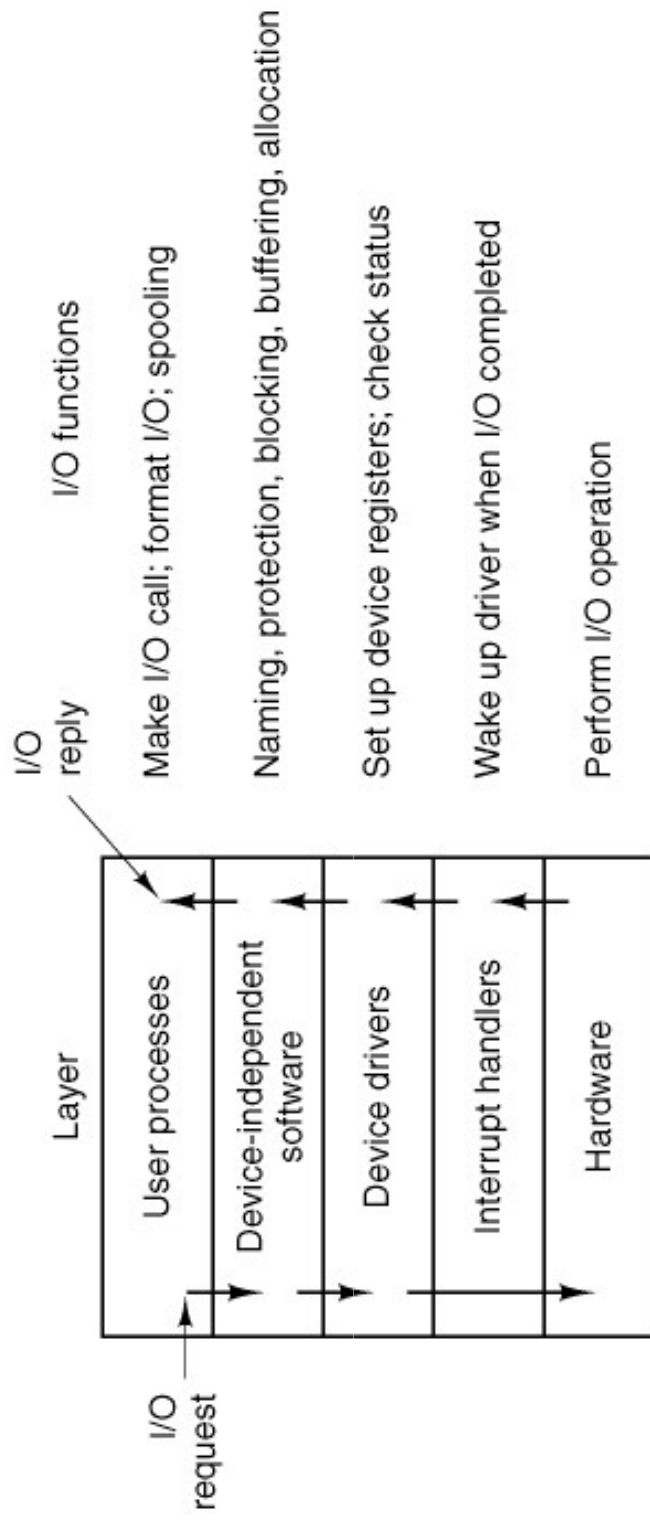 Layer
I/O
reply
I/O functions
I/O
request
User processes
Make I/O call; format I/O; spooling
Device-independent
software
Naming, protection, blocking, buffering, allocation
Device drivers
Set up device registers; check status
Interrupt handlers
Wake up driver when I/O completed
Hardware
Perform I/O operation